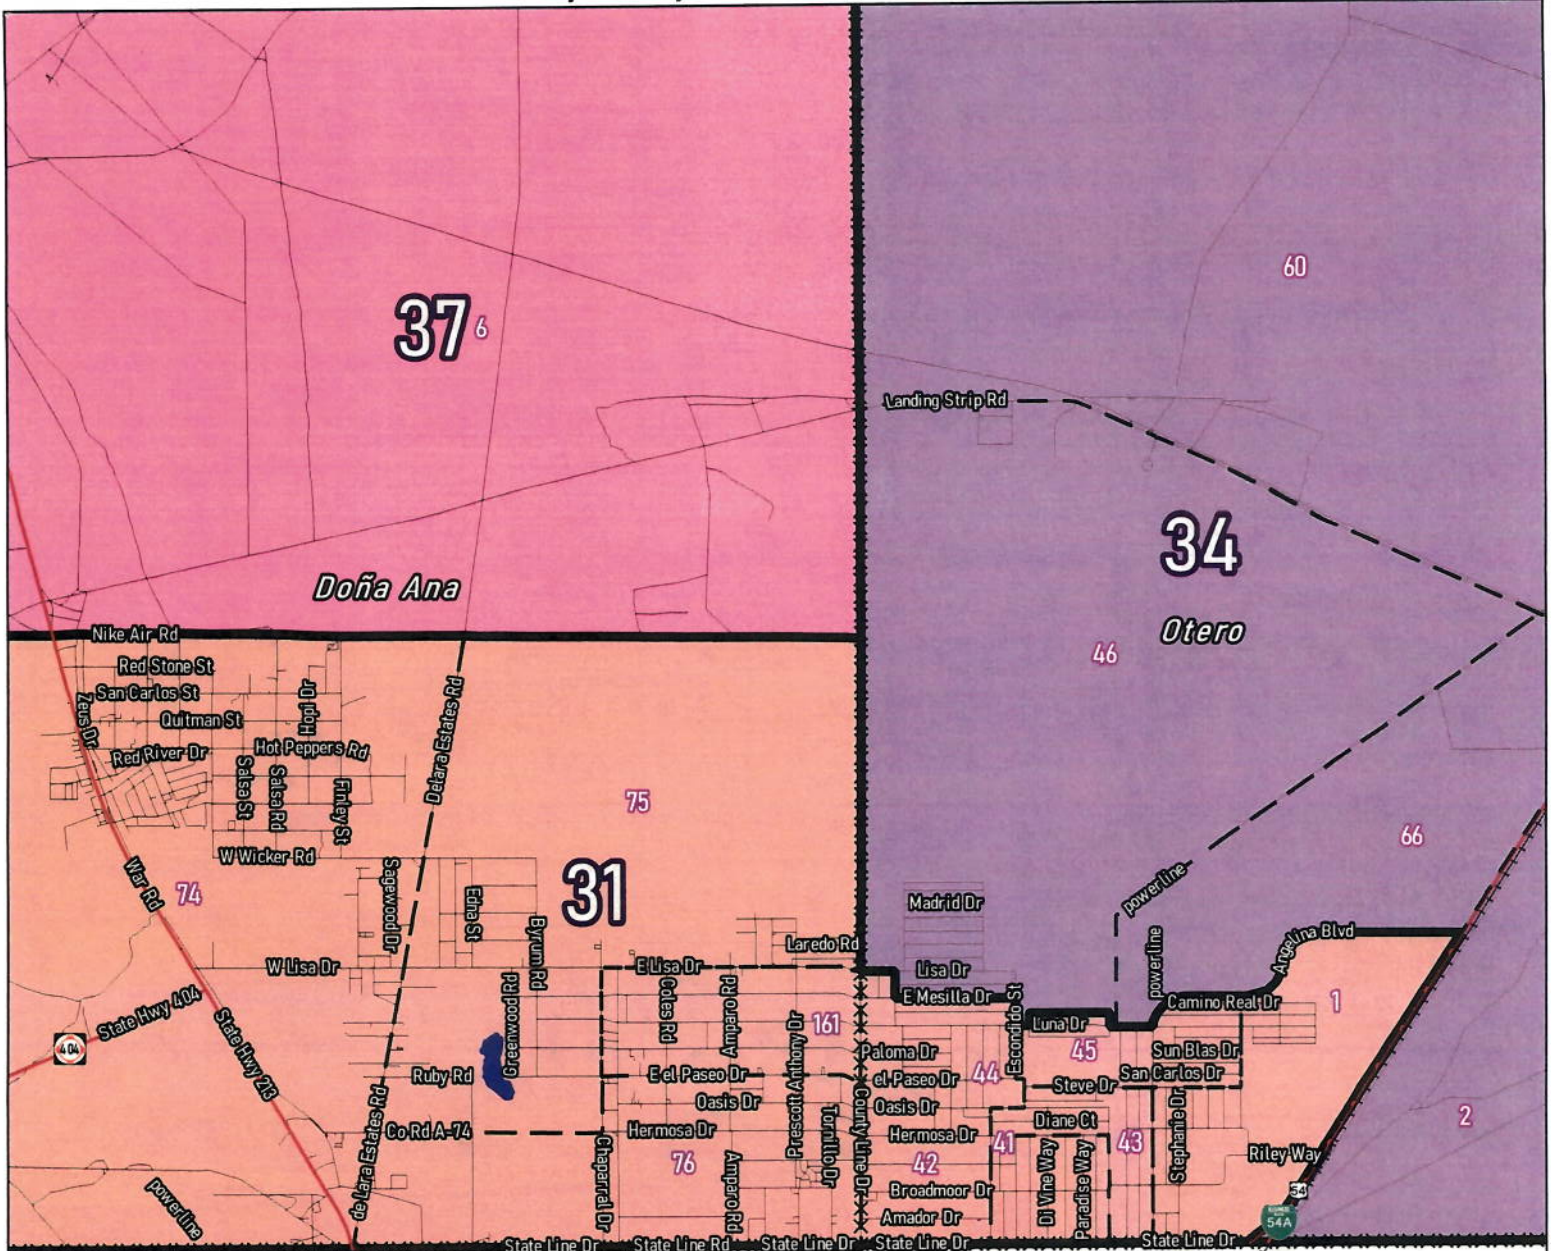 60
37 6
Landing Strip Rd
34
Doña Ana
Otero
Nike Air Rd
46
Red Stone St
San Carlos St
Hopi Dr
Zeus Dr
Quitman St
Red River Dr
Hot Peppers Rd
Detara Estates Rd
Salsa St
Salsa Rd
Finley St
75
66
W Wicker Rd
War Rd
74
Sagewood Dr
Edna St
31
Madrid Dr
powerline
Byrum Rd
powerline
Angelina Blvd
Laredo Rd
W Lisa Dr
E Lisa Dr
Lisa Dr
Greenwood Rd
E Mesilla Dr
Escondido St
Camino Real Dr
1
State Hwy 404
Coles Rd
Amparo Rd
161
Luna Dr
404
State Hwy 213
Prescott Anthony Dr
Paloma Dr
45
Sun Blas Dr
Ruby Rd
E el Paseo Dr
el Paseo Dr
44
San Carlos Dr
Steve Dr
Oasis Dr
Oasis Dr
County Line Dr
Stephanie Dr
2
de Lara Estates Rd
Co Rd A-74
Hermosa Dr
Tornillo Dr
Hermosa Dr
Diane Ct
41
43
Chaparral Dr
76
42
Riley Way
powerline
Amparo Rd
Broadmoor Dr
Di Vine Way
Paradise Way
54
Amador Dr
54A
State Line Dr
State Line Rd
State Line Dr
State Line Dr
State Line Dr